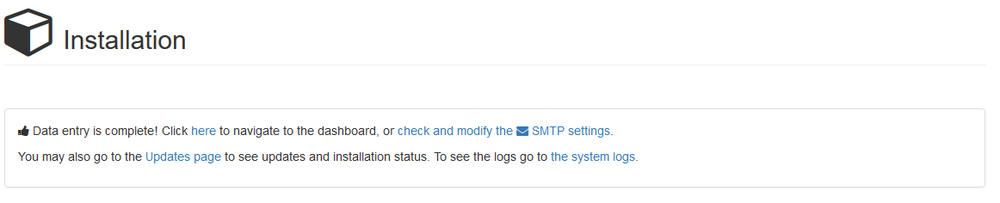 Installation
Data entry is complete! Click here to navigate to the dashboard, or check and modify the SMTP settings.
You may also go to the Updates page to see updates and installation status. To see the logs go to the system logs.